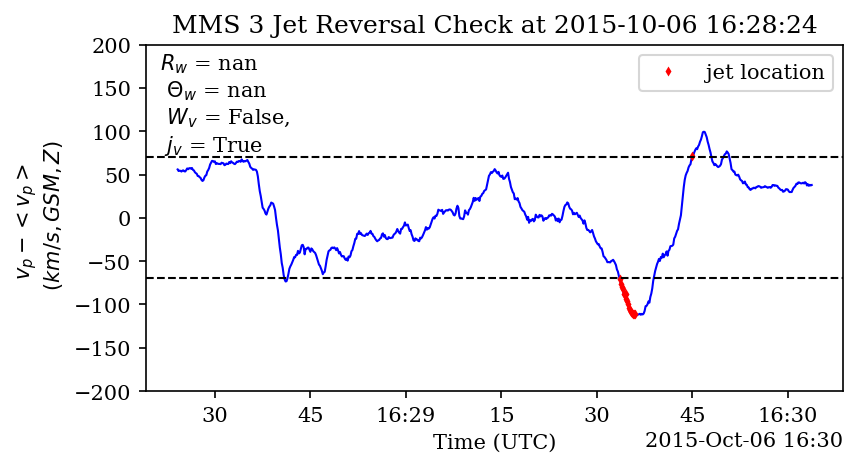 MMS 3 Jet Reversal Check at 2015-10-06 16:28:24
R_w = nan
Θ_w = nan
W_v = False,
j_v = True
jet location
200
150
100
50
0
−50
−100
−150
−200
v_p − <v_p>
(km/s, GSM, Z)
30 45 16:29 15 30 45 16:30
Time (UTC)
2015-Oct-06 16:30